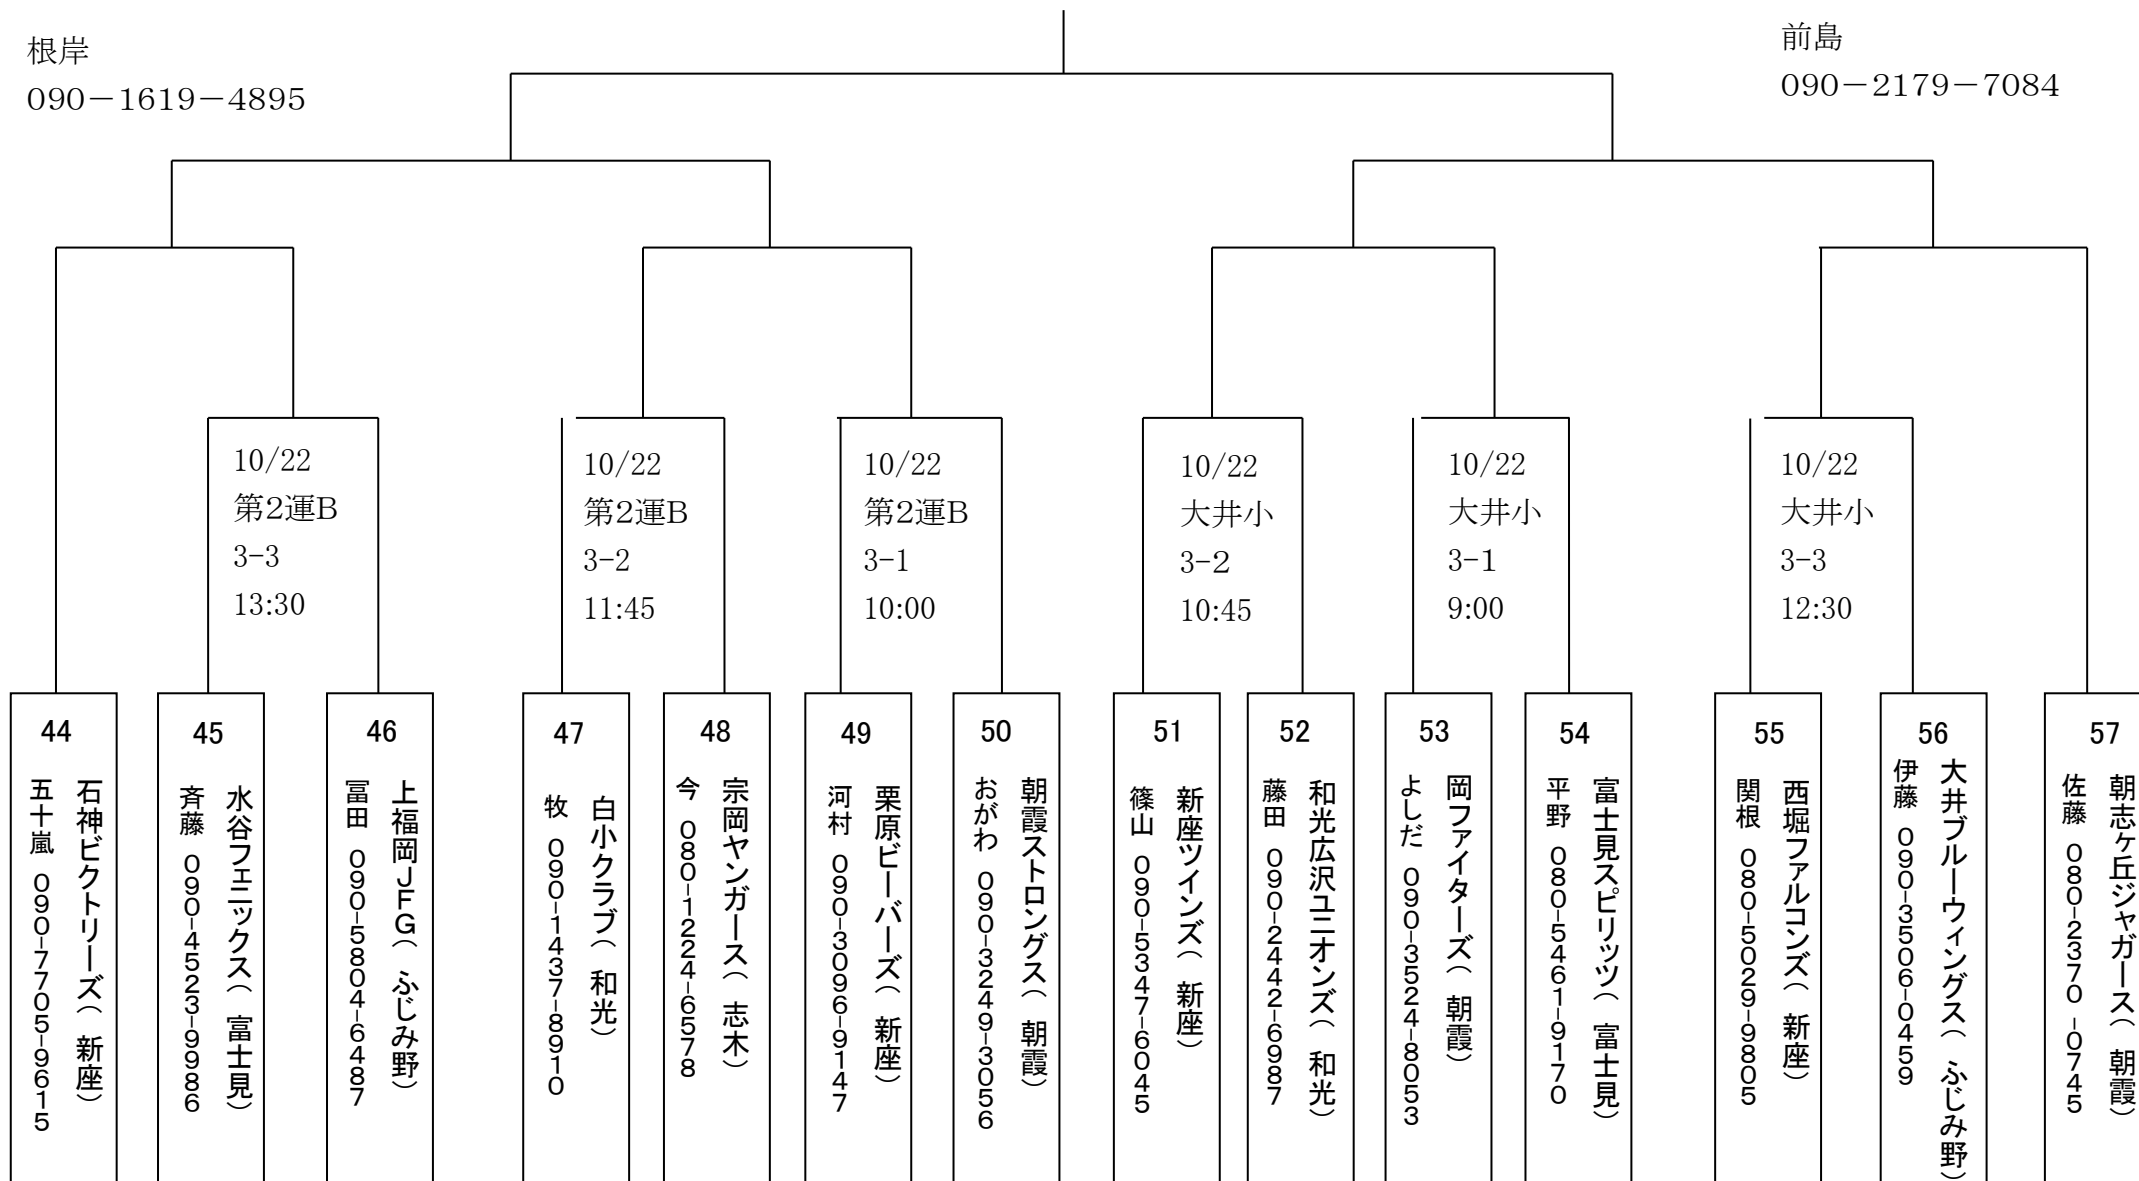 根岸
090－1619－4895
前島
090－2179－7084
10/22
第2運B
3-3
13:30
10/22
第2運B
3-2
11:45
10/22
第2運B
3-1
10:00
10/22
大井小
3-2
10:45
10/22
大井小
3-1
9:00
10/22
大井小
3-3
12:30
44
石神ビクトリーズ（新座）
五十嵐 090-7705-9615
45
水谷フェニックス（富士見）
斉藤 090-4523-9986
46
上福岡JFG（ふじみ野）
冨田 090-5804-6487
47
白小クラブ（和光）
牧 090-1437-8910
48
宗岡ヤンガース（志木）
今 080-1224-6578
49
栗原ビーバーズ（新座）
河村 090-3096-9147
50
朝霞ストロングス（朝霞）
おがわ 090-3249-3056
51
新座ツインズ（新座）
篠山 090-5347-6045
52
和光広沢ユニオンズ（和光）
藤田 090-2442-6987
53
岡ファイターズ（朝霞）
よしだ 090-3524-8053
54
富士見スピリッツ（富士見）
平野 080-5461-9170
55
西堀ファルコンズ（新座）
関根 080-5029-9805
56
大井ブルーウィングス（ふじみ野）
伊藤 090-3506-0459
57
朝志ケ丘ジャガース（朝霞）
佐藤 080-2370 -0745